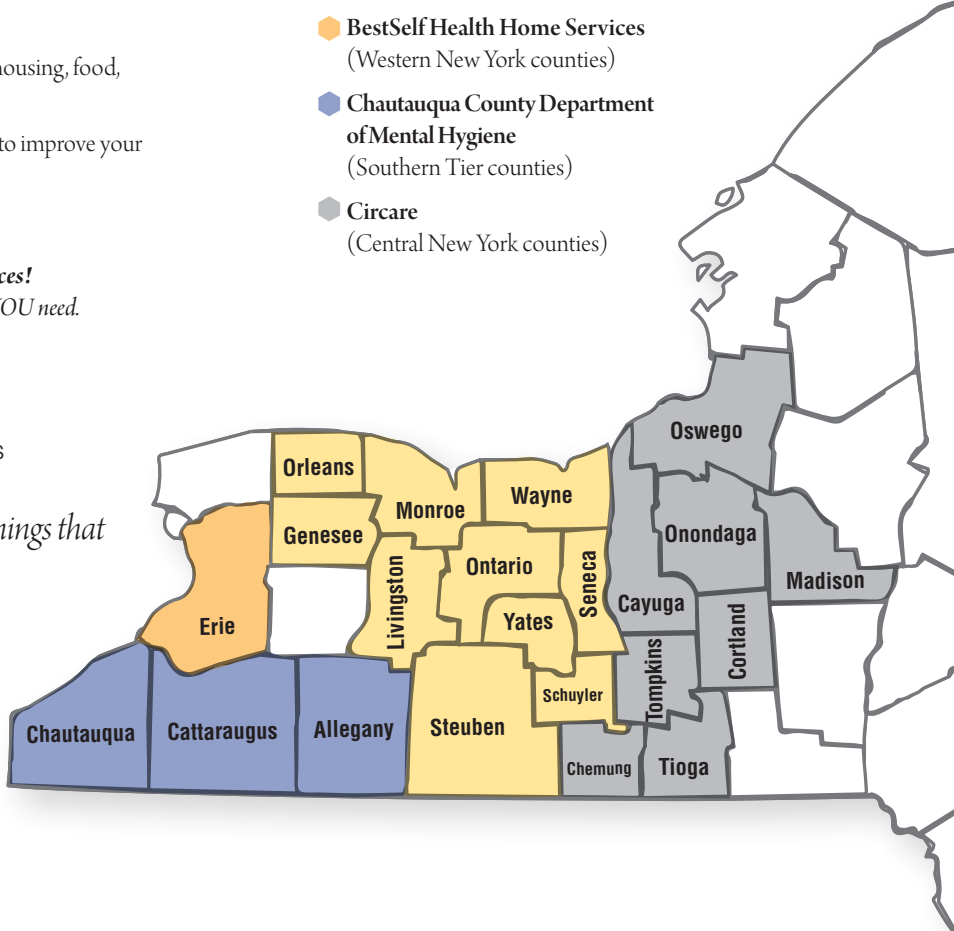 housing, food,
to improve your
ces!
YOU need.
s
nings that
BestSelf Health Home Services
(Western New York counties)
Chautauqua County Department
of Mental Hygiene
(Southern Tier counties)
Circare
(Central New York counties)
Oswego
Orleans
Monroe
Wayne
Genesee
Onondaga
Livingston
Ontario
Seneca
Madison
Cayuga
Erie
Yates
Cortland
Tompkins
Schuyler
Chautauqua
Cattaraugus
Allegany
Steuben
Chemung
Tioga